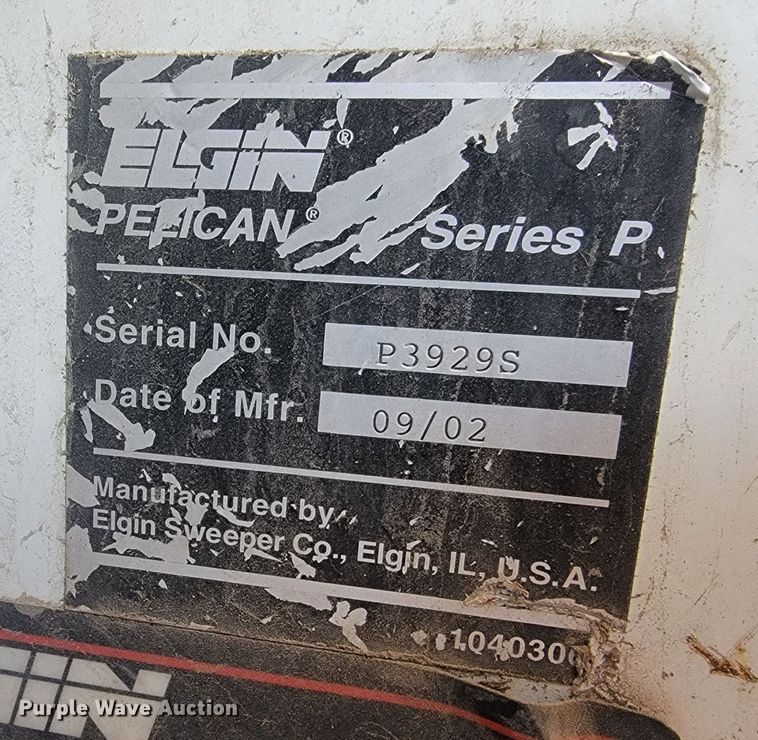 ELGIN®
PELICAN® Series P
Serial No. P3929S
Date of Mfr. 09/02
Manufactured by
Elgin Sweeper Co., Elgin, IL, U.S.A.
Purple Wave Auction